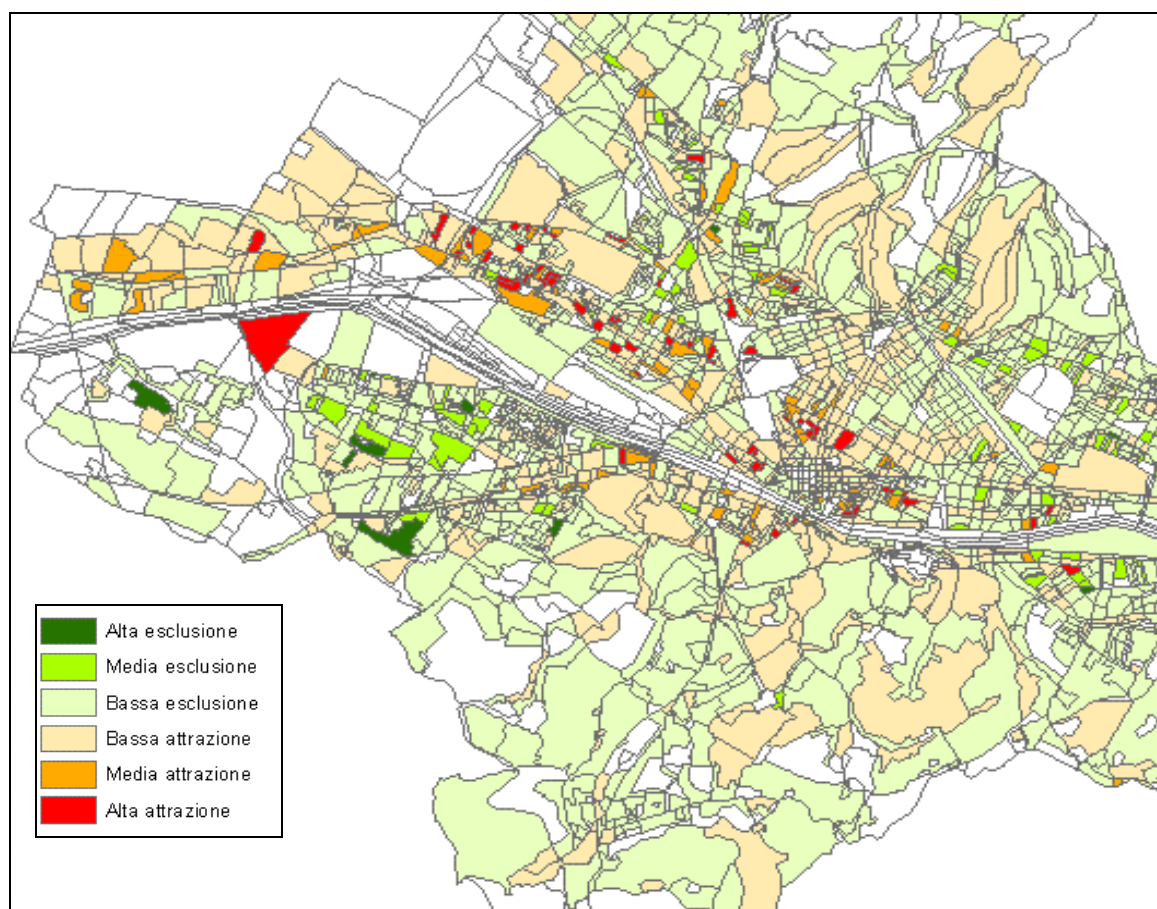 Alta esclusione
Media esclusione
Bassa esclusione
Bassa attrazione
Media attrazione
Alta attrazione